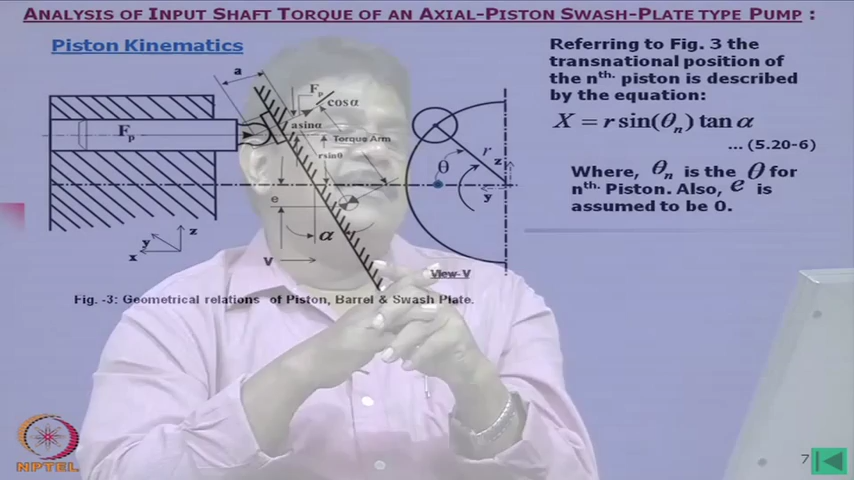 ANALYSIS OF INPUT SHAFT TORQUE OF AN AXIAL-PISTON SWASH-PLATE TYPE PUMP :
Piston Kinematics
Referring to Fig. 3 the
transnational position of
the nth. piston is described
by the equation:
X = r sin(θn) tan α
... (5.20-6)
Where, θn is the θ for
nth. Piston. Also, e is
assumed to be 0.
a
Fp
cosα
asinα
Fp
Torque Arm
rsinθ
e
α
V
y
z
x
θ
r
z
y
View-V
Fig. -3: Geometrical relations of Piston, Barrel & Swash Plate.
NPTEL
7